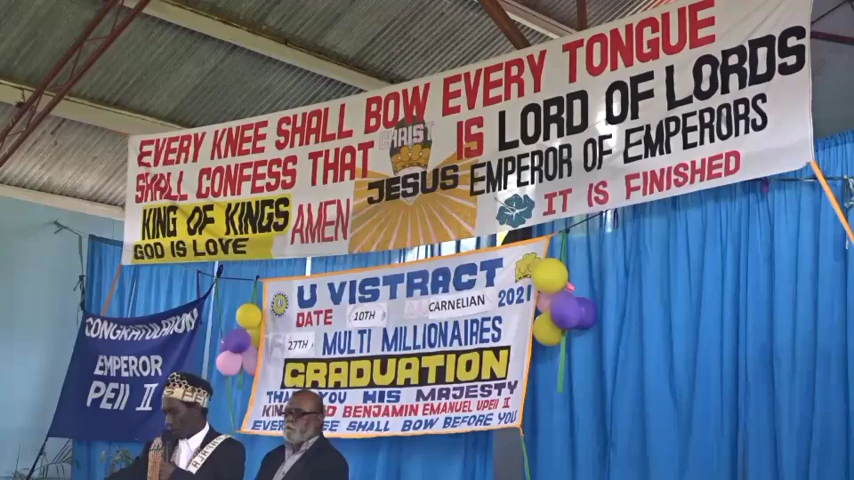 EVERY KNEE SHALL BOW EVERY TONGUE
SHALL CONFESS THAT CHRIST IS LORD OF LORDS
JESUS EMPEROR OF EMPERORS
KING OF KINGS AMEN
IT IS FINISHED
GOD IS LOVE
U VISTRACT
DATE 10TH CARNELIAN 2021
27TH MULTI MILLIONAIRES
GRADUATION
YOU HIS MAJESTY
BENJAMIN EMANUEL UPEII II
SHALL BOW BEFORE YOU
CONGRATULATION
EMPEROR
PEII II